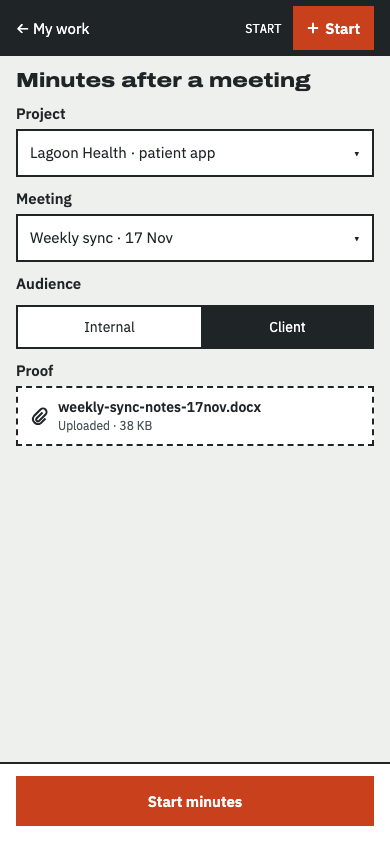 ← My work
START
+ Start
Minutes after a meeting
Project
Lagoon Health · patient app
Meeting
Weekly sync · 17 Nov
Audience
Internal
Client
Proof
weekly-sync-notes-17nov.docx
Uploaded · 38 KB
Start minutes